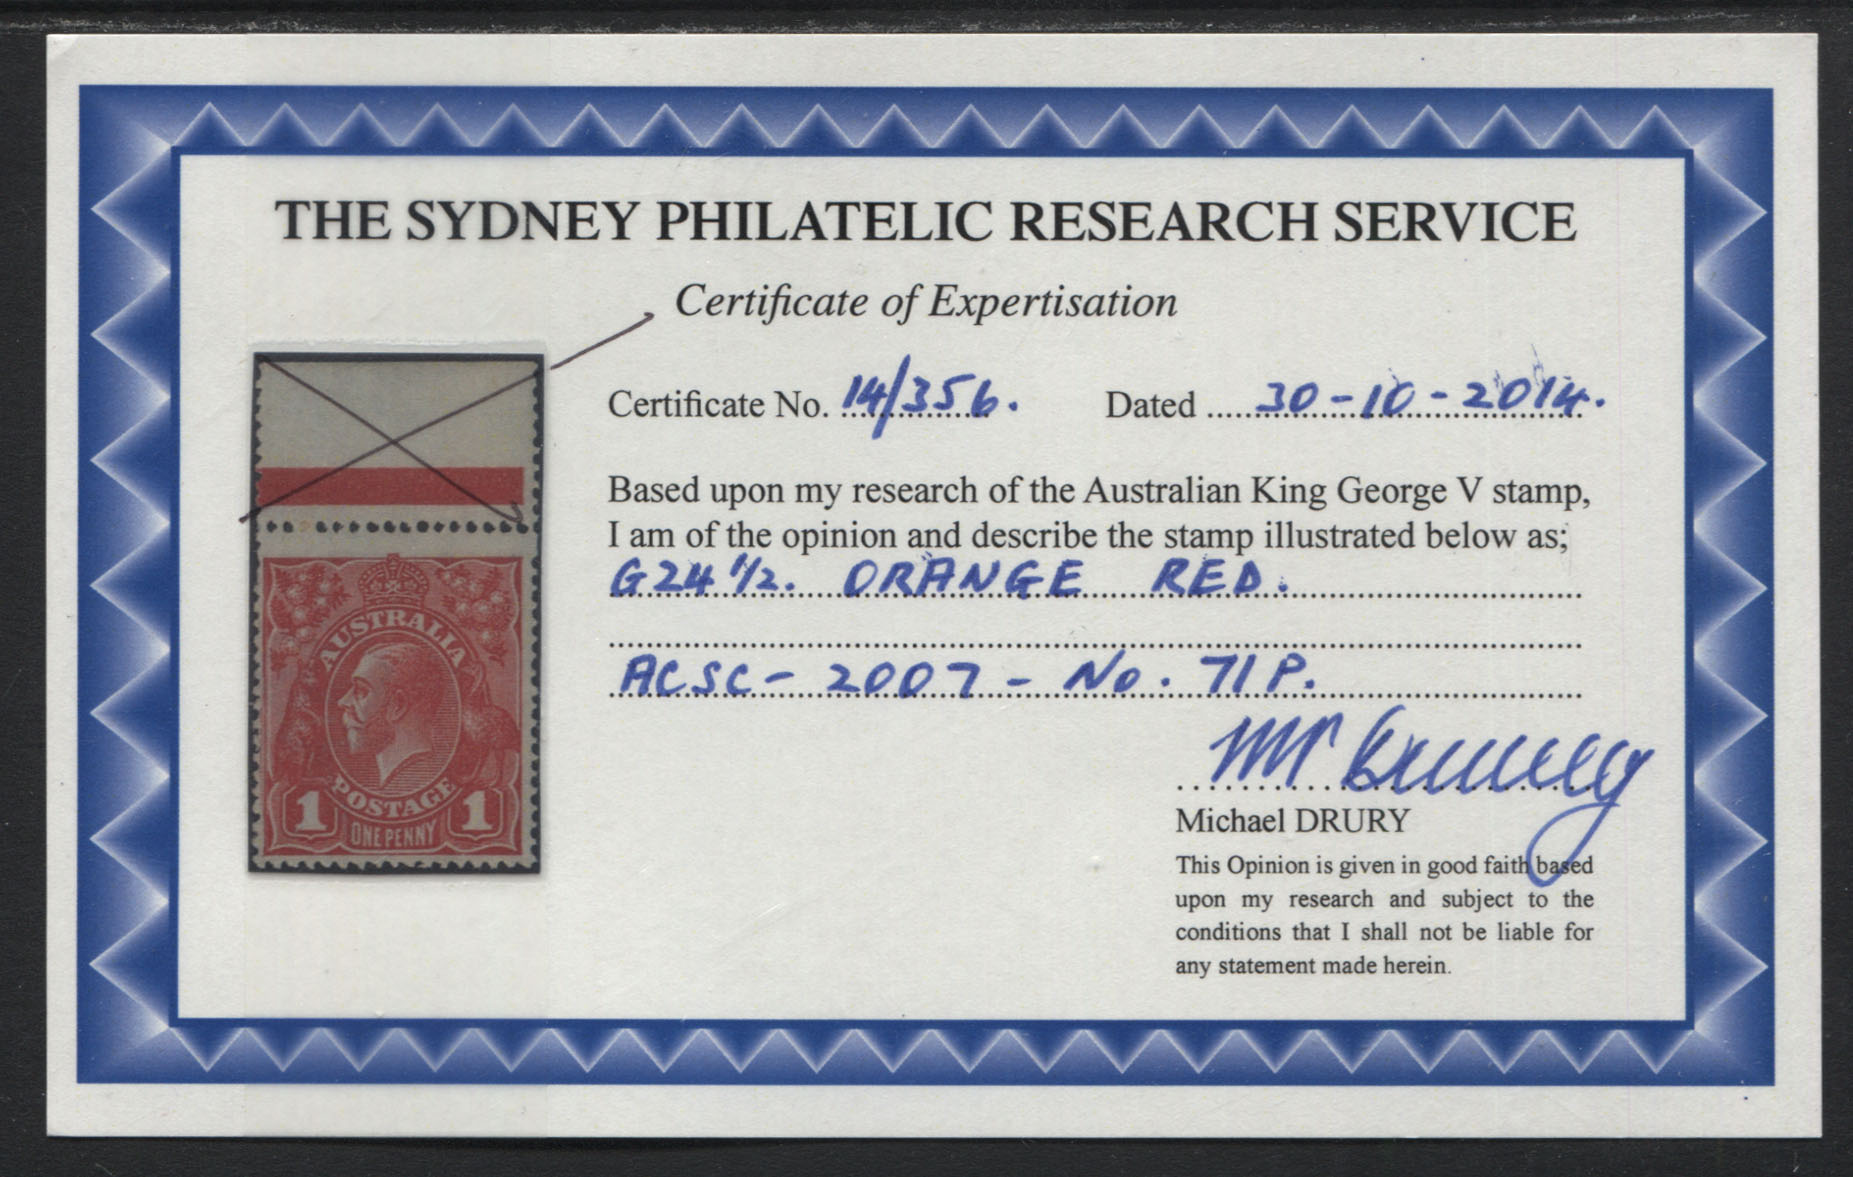 THE SYDNEY PHILATELIC RESEARCH SERVICE
Certificate of Expertisation
Certificate No. 14/356. Dated 30-10-2014.
Based upon my research of the Australian King George V stamp,
I am of the opinion and describe the stamp illustrated below as;
G24 1/2. ORANGE RED.
ACSC - 2007 - No. 71P.
AUSTRALIA
POSTAGE
1 ONE PENNY 1
Michael DRURY
This Opinion is given in good faith based
upon my research and subject to the
conditions that I shall not be liable for
any statement made herein.